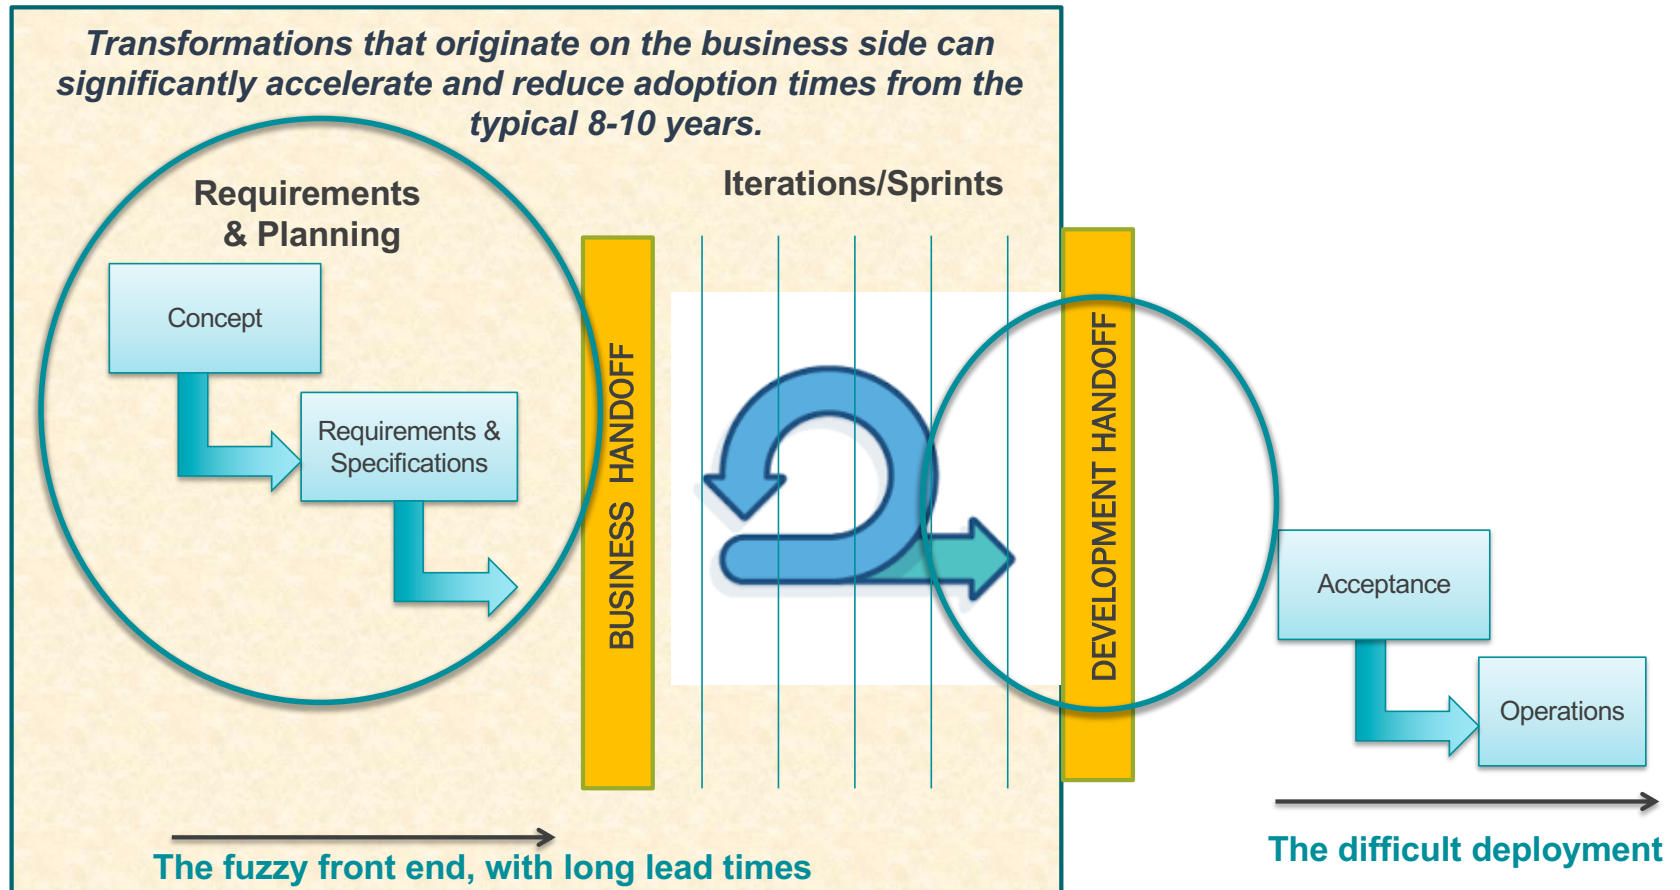 Transformations that originate on the business side can
significantly accelerate and reduce adoption times from the
typical 8-10 years.
Requirements
& Planning
Iterations/Sprints
Concept
Requirements &
Specifications
BUSINESS HANDOFF
DEVELOPMENT HANDOFF
Acceptance
Operations
The fuzzy front end, with long lead times
The difficult deployment